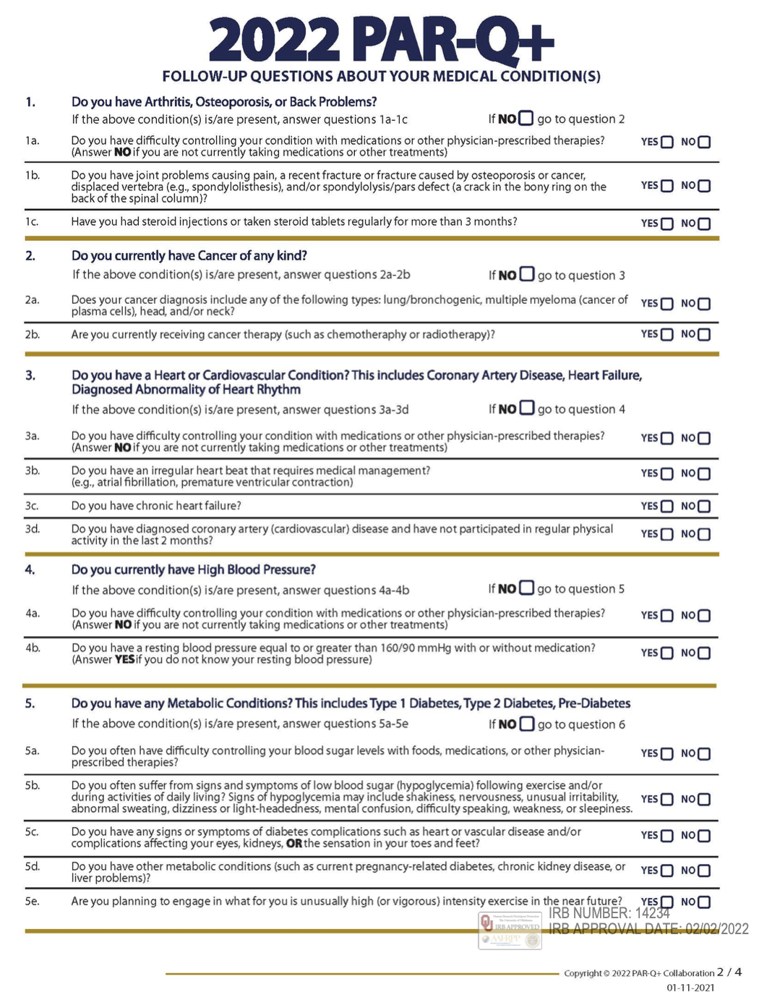 2022 PAR-Q+
FOLLOW-UP QUESTIONS ABOUT YOUR MEDICAL CONDITION(S)
1. Do you have Arthritis, Osteoporosis, or Back Problems?
If the above condition(s) is/are present, answer questions 1a-1c If NO go to question 2
1a. Do you have difficulty controlling your condition with medications or other physician-prescribed therapies? YES NO
(Answer NO if you are not currently taking medications or other treatments)
1b. Do you have joint problems causing pain, a recent fracture or fracture caused by osteoporosis or cancer,
displaced vertebra (e.g., spondylolisthesis), and/or spondylolysis/pars defect (a crack in the bony ring on the YES NO
back of the spinal column)?
1c. Have you had steroid injections or taken steroid tablets regularly for more than 3 months? YES NO
2. Do you currently have Cancer of any kind?
If the above condition(s) is/are present, answer questions 2a-2b If NO go to question 3
2a. Does your cancer diagnosis include any of the following types: lung/bronchogenic, multiple myeloma (cancer of YES NO
plasma cells), head, and/or neck?
2b. Are you currently receiving cancer therapy (such as chemotheraphy or radiotherapy)? YES NO
3. Do you have a Heart or Cardiovascular Condition? This includes Coronary Artery Disease, Heart Failure,
Diagnosed Abnormality of Heart Rhythm
If the above condition(s) is/are present, answer questions 3a-3d If NO go to question 4
3a. Do you have difficulty controlling your condition with medications or other physician-prescribed therapies? YES NO
(Answer NO if you are not currently taking medications or other treatments)
3b. Do you have an irregular heart beat that requires medical management? YES NO
(e.g., atrial fibrillation, premature ventricular contraction)
3c. Do you have chronic heart failure? YES NO
3d. Do you have diagnosed coronary artery (cardiovascular) disease and have not participated in regular physical YES NO
activity in the last 2 months?
4. Do you currently have High Blood Pressure?
If the above condition(s) is/are present, answer questions 4a-4b If NO go to question 5
4a. Do you have difficulty controlling your condition with medications or other physician-prescribed therapies? YES NO
(Answer NO if you are not currently taking medications or other treatments)
4b. Do you have a resting blood pressure equal to or greater than 160/90 mmHg with or without medication? YES NO
(Answer YES if you do not know your resting blood pressure)
5. Do you have any Metabolic Conditions? This includes Type 1 Diabetes, Type 2 Diabetes, Pre-Diabetes
If the above condition(s) is/are present, answer questions 5a-5e If NO go to question 6
5a. Do you often have difficulty controlling your blood sugar levels with foods, medications, or other physician- YES NO
prescribed therapies?
5b. Do you often suffer from signs and symptoms of low blood sugar (hypoglycemia) following exercise and/or
during activities of daily living? Signs of hypoglycemia may include shakiness, nervousness, unusual irritability, YES NO
abnormal sweating, dizziness or light-headedness, mental confusion, difficulty speaking, weakness, or sleepiness.
5c. Do you have any signs or symptoms of diabetes complications such as heart or vascular disease and/or YES NO
complications affecting your eyes, kidneys, OR the sensation in your toes and feet?
5d. Do you have other metabolic conditions (such as current pregnancy-related diabetes, chronic kidney disease, or YES NO
liver problems)?
5e. Are you planning to engage in what for you is unusually high (or vigorous) intensity exercise in the near future? YES NO
IRB NUMBER: 14234
IRB APPROVED
IRB APPROVAL DATE: 02/02/2022
AAHRPP
Copyright © 2022 PAR-Q+ Collaboration 2 / 4
01-11-2021